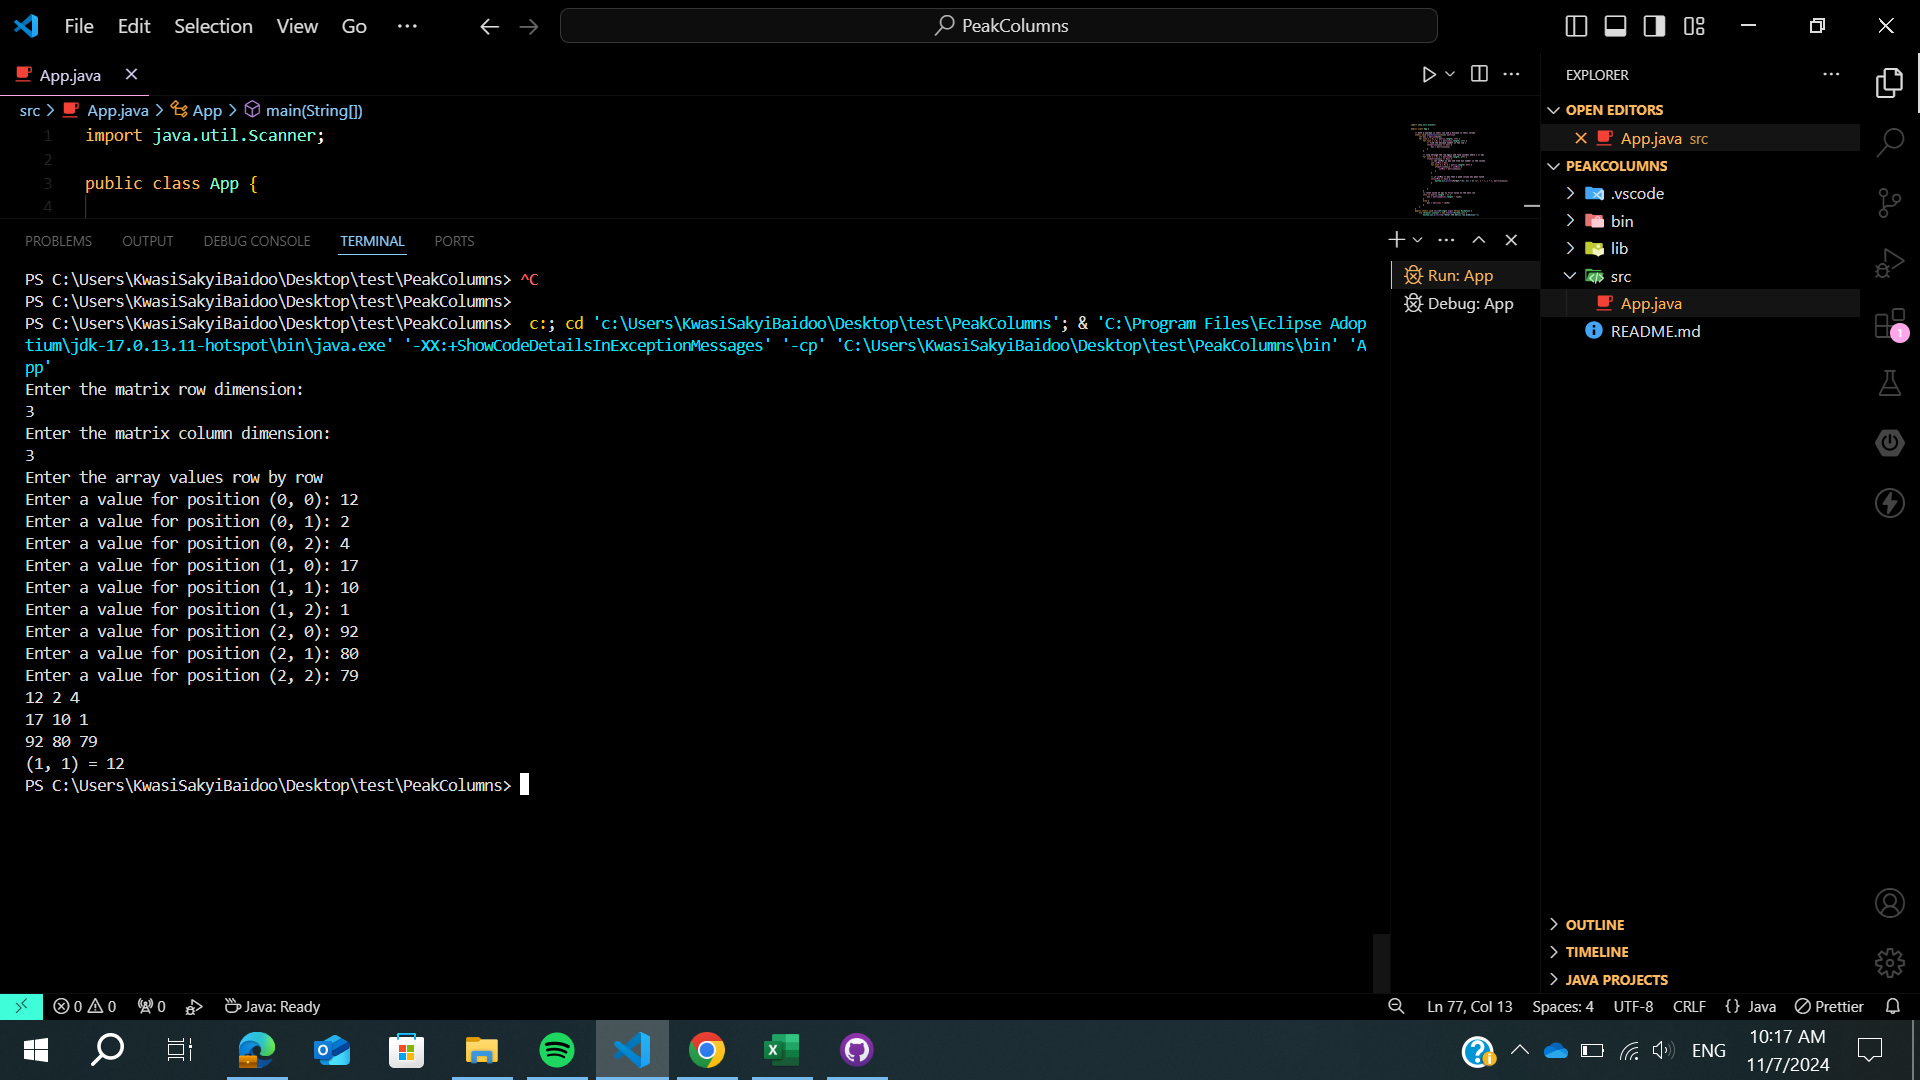 File Edit Selection View Go ··· PeakColumns
App.java
src > App.java > App > main(String[])
1 import java.util.Scanner;
2
3 public class App {
4
PROBLEMS OUTPUT DEBUG CONSOLE TERMINAL PORTS
PS C:\Users\KwasiSakyiBaidoo\Desktop\test\PeakColumns> ^C
PS C:\Users\KwasiSakyiBaidoo\Desktop\test\PeakColumns>
PS C:\Users\KwasiSakyiBaidoo\Desktop\test\PeakColumns>  c:; cd 'c:\Users\KwasiSakyiBaidoo\Desktop\test\PeakColumns'; & 'C:\Program Files\Eclipse Adop
tium\jdk-17.0.13.11-hotspot\bin\java.exe' '-XX:+ShowCodeDetailsInExceptionMessages' '-cp' 'C:\Users\KwasiSakyiBaidoo\Desktop\test\PeakColumns\bin' 'A
pp'
Enter the matrix row dimension:
3
Enter the matrix column dimension:
3
Enter the array values row by row
Enter a value for position (0, 0): 12
Enter a value for position (0, 1): 2
Enter a value for position (0, 2): 4
Enter a value for position (1, 0): 17
Enter a value for position (1, 1): 10
Enter a value for position (1, 2): 1
Enter a value for position (2, 0): 92
Enter a value for position (2, 1): 80
Enter a value for position (2, 2): 79
12 2 4
17 10 1
92 80 79
(1, 1) = 12
PS C:\Users\KwasiSakyiBaidoo\Desktop\test\PeakColumns>
Run: App
Debug: App
EXPLORER
OPEN EDITORS
App.java src
PEAKCOLUMNS
.vscode
bin
lib
src
App.java
README.md
1
OUTLINE
TIMELINE
JAVA PROJECTS
0 0 0 Java: Ready
Ln 77, Col 13 Spaces: 4 UTF-8 CRLF {} Java Prettier
ENG
10:17 AM
11/7/2024